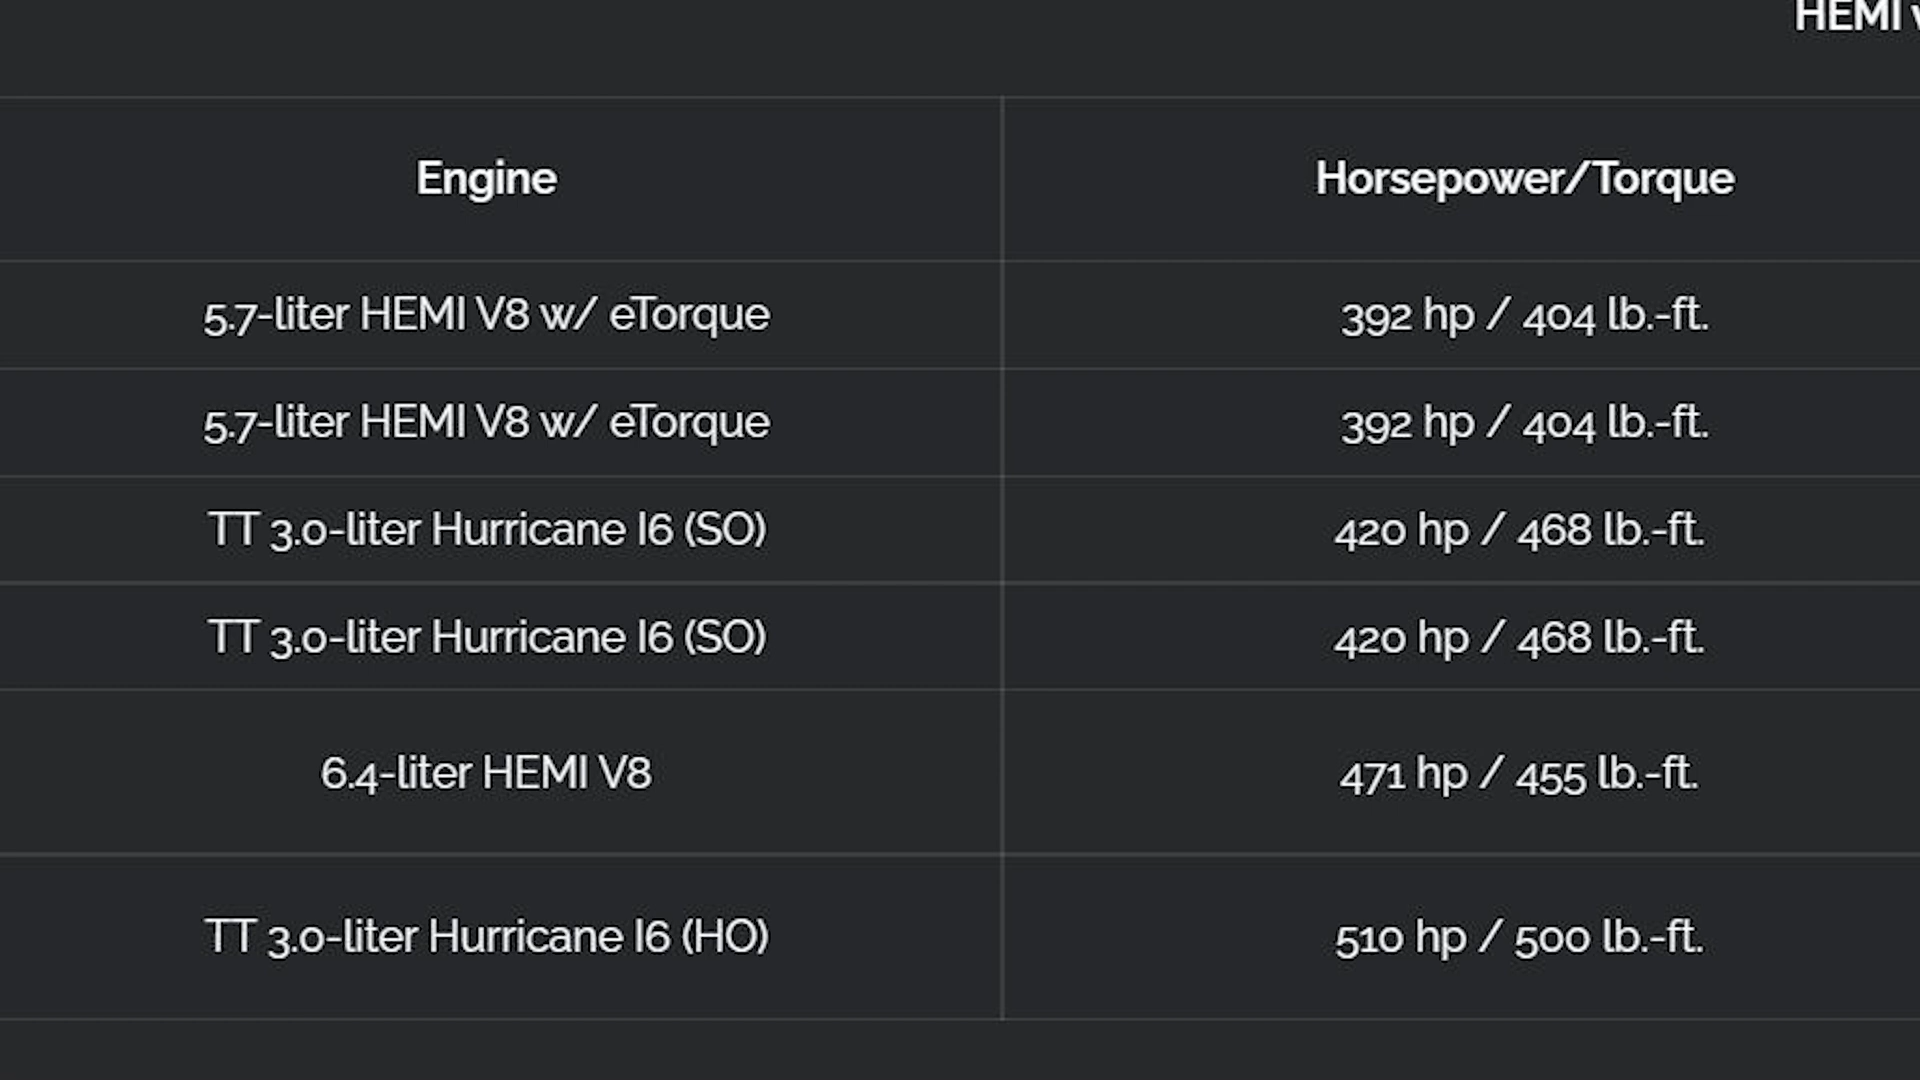 HEMI
Engine Horsepower/Torque
5.7-liter HEMI V8 w/ eTorque 392 hp / 404 lb.-ft.
5.7-liter HEMI V8 w/ eTorque 392 hp / 404 lb.-ft.
TT 3.0-liter Hurricane I6 (SO) 420 hp / 468 lb.-ft.
TT 3.0-liter Hurricane I6 (SO) 420 hp / 468 lb.-ft.
6.4-liter HEMI V8 471 hp / 455 lb.-ft.
TT 3.0-liter Hurricane I6 (HO) 510 hp / 500 lb.-ft.